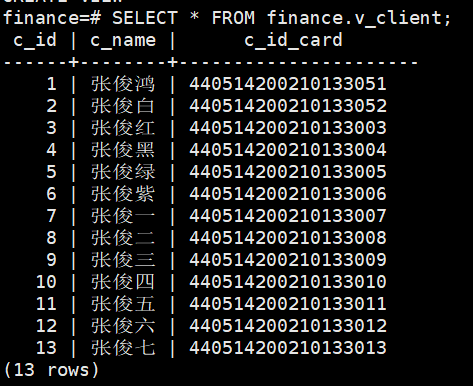 finance=# SELECT * FROM finance.v_client;
 c_id | c_name |      c_id_card
------+--------+--------------------
    1 | 张俊鸿 | 440514200210133051
    2 | 张俊白 | 440514200210133052
    3 | 张俊红 | 440514200210133003
    4 | 张俊黑 | 440514200210133004
    5 | 张俊绿 | 440514200210133005
    6 | 张俊紫 | 440514200210133006
    7 | 张俊一 | 440514200210133007
    8 | 张俊二 | 440514200210133008
    9 | 张俊三 | 440514200210133009
   10 | 张俊四 | 440514200210133010
   11 | 张俊五 | 440514200210133011
   12 | 张俊六 | 440514200210133012
   13 | 张俊七 | 440514200210133013
(13 rows)